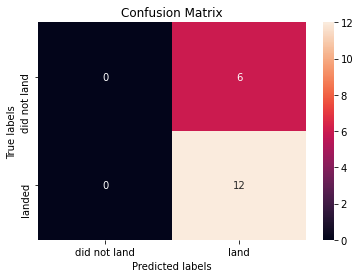 Confusion Matrix
True labels
did not land
landed
0
6
0
12
did not land
land
Predicted labels
12
10
8
6
4
2
0